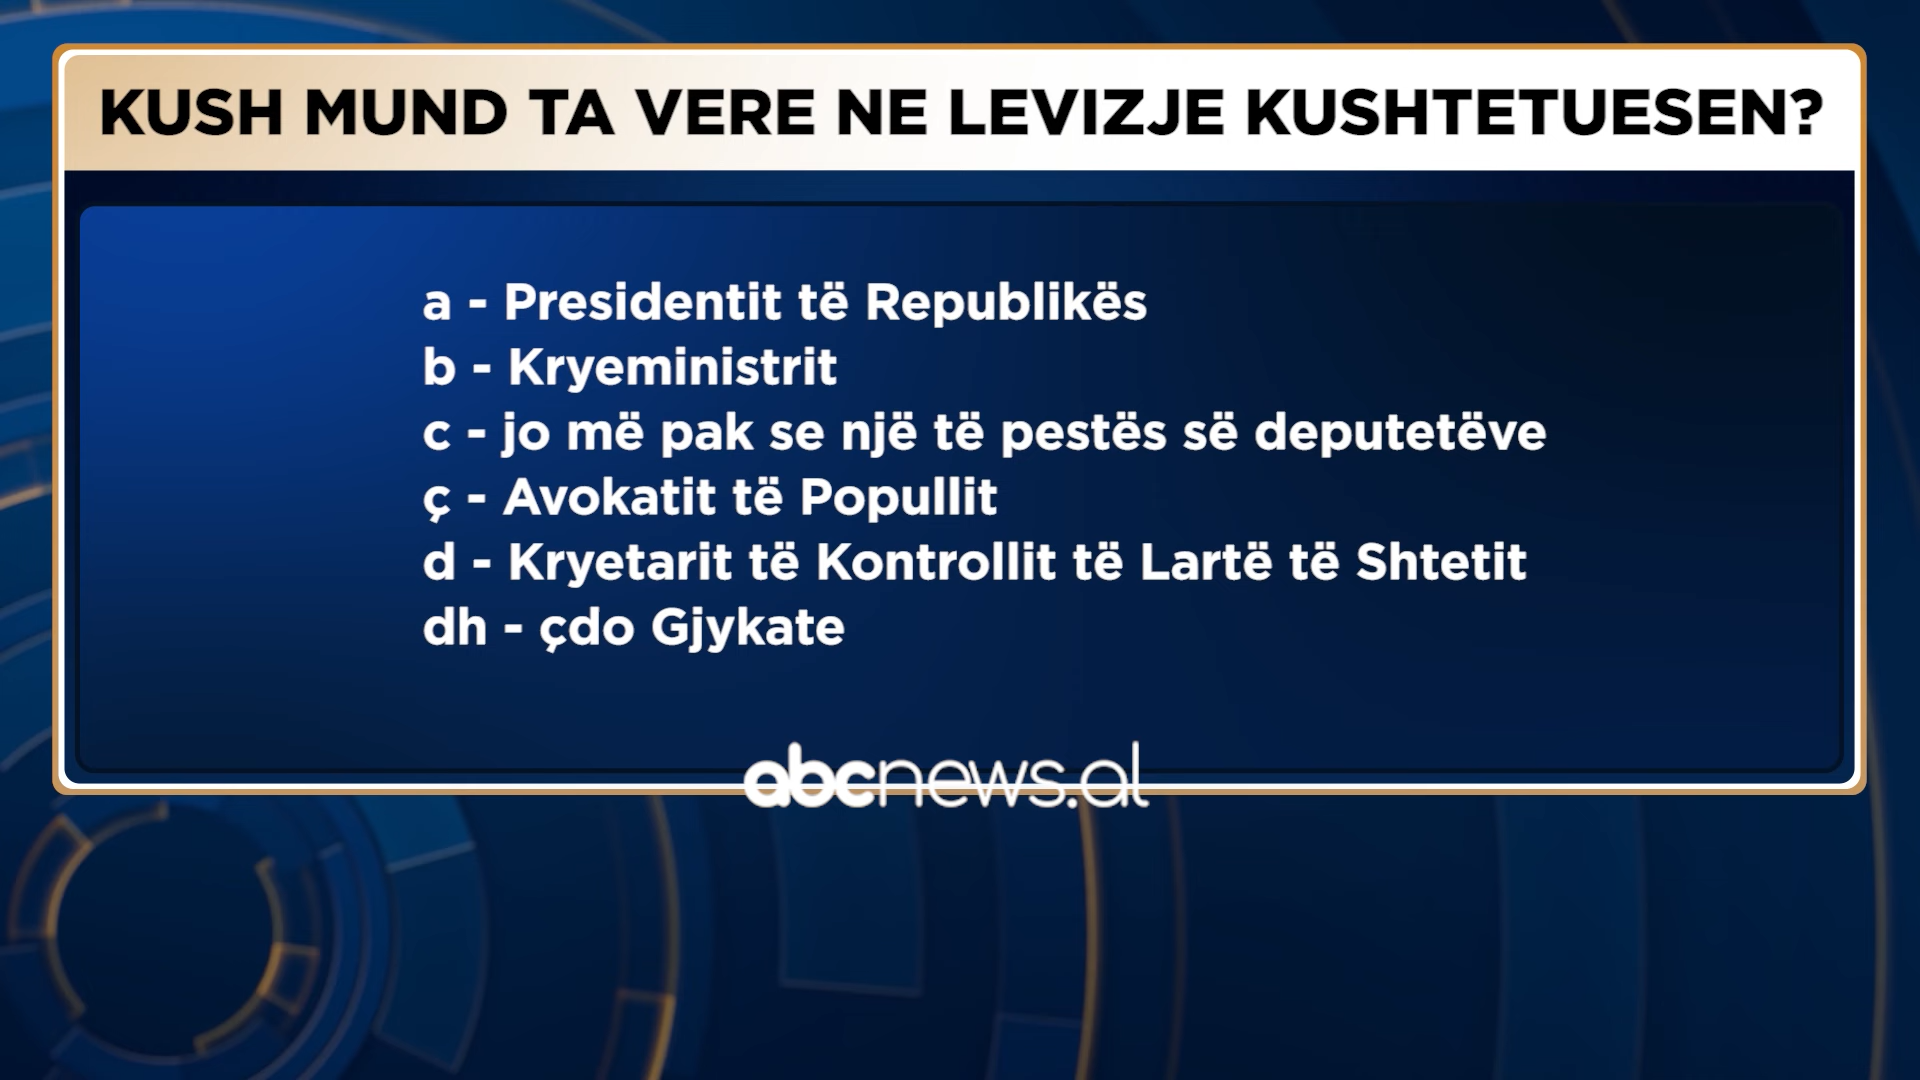 KUSH MUND TA VERE NE LEVIZJE KUSHTETUESEN?
a - Presidentit të Republikës
b - Kryeministrit
c - jo më pak se një të pestës së deputetëve
ç - Avokatit të Popullit
d - Kryetarit të Kontrollit të Lartë të Shtetit
dh - çdo Gjykate
abcnews.al